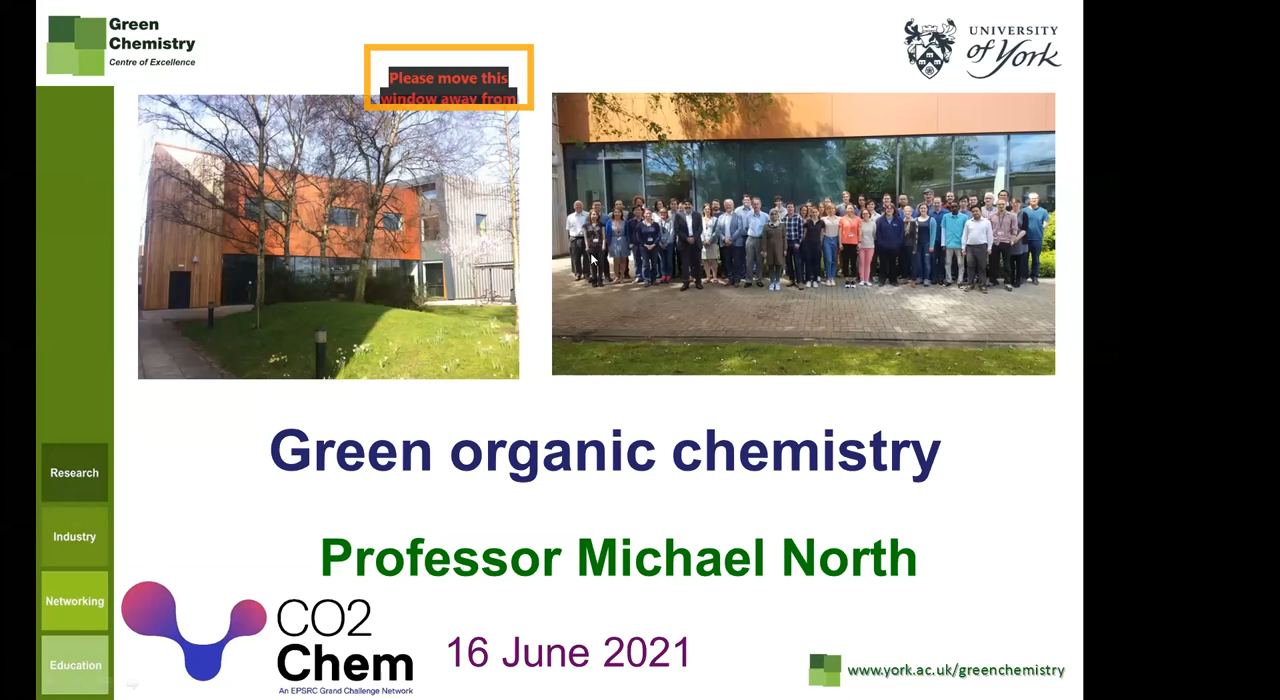 Green
Chemistry
Centre of Excellence
UNIVERSITY
of York
Please move this
window away from
Green organic chemistry
Professor Michael North
Research
Industry
Networking
Education
CO2
Chem
An EPSRC Grand Challenge Network
16 June 2021
www.york.ac.uk/greenchemistry